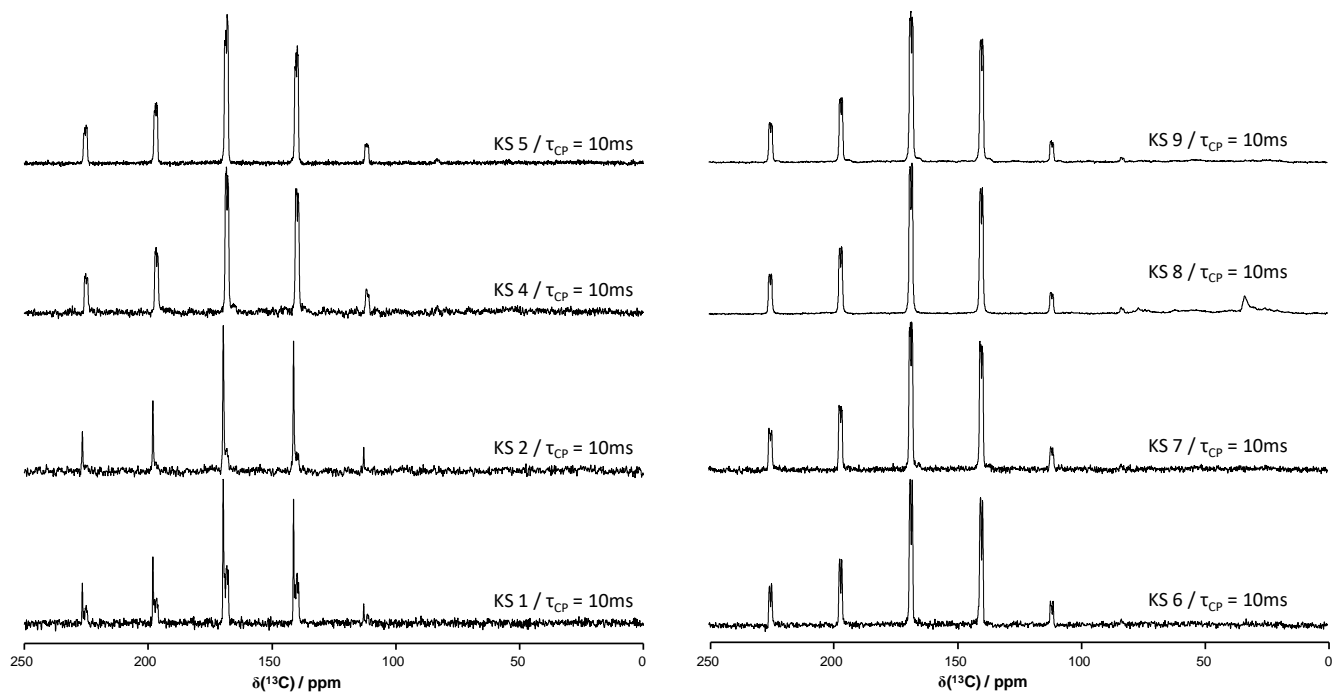 KS 5 / τCP = 10ms
KS 4 / τCP = 10ms
KS 2 / τCP = 10ms
KS 1 / τCP = 10ms
250 200 150 100 50 0
δ(¹³C) / ppm
KS 9 / τCP = 10ms
KS 8 / τCP = 10ms
KS 7 / τCP = 10ms
KS 6 / τCP = 10ms
250 200 150 100 50 0
δ(¹³C) / ppm